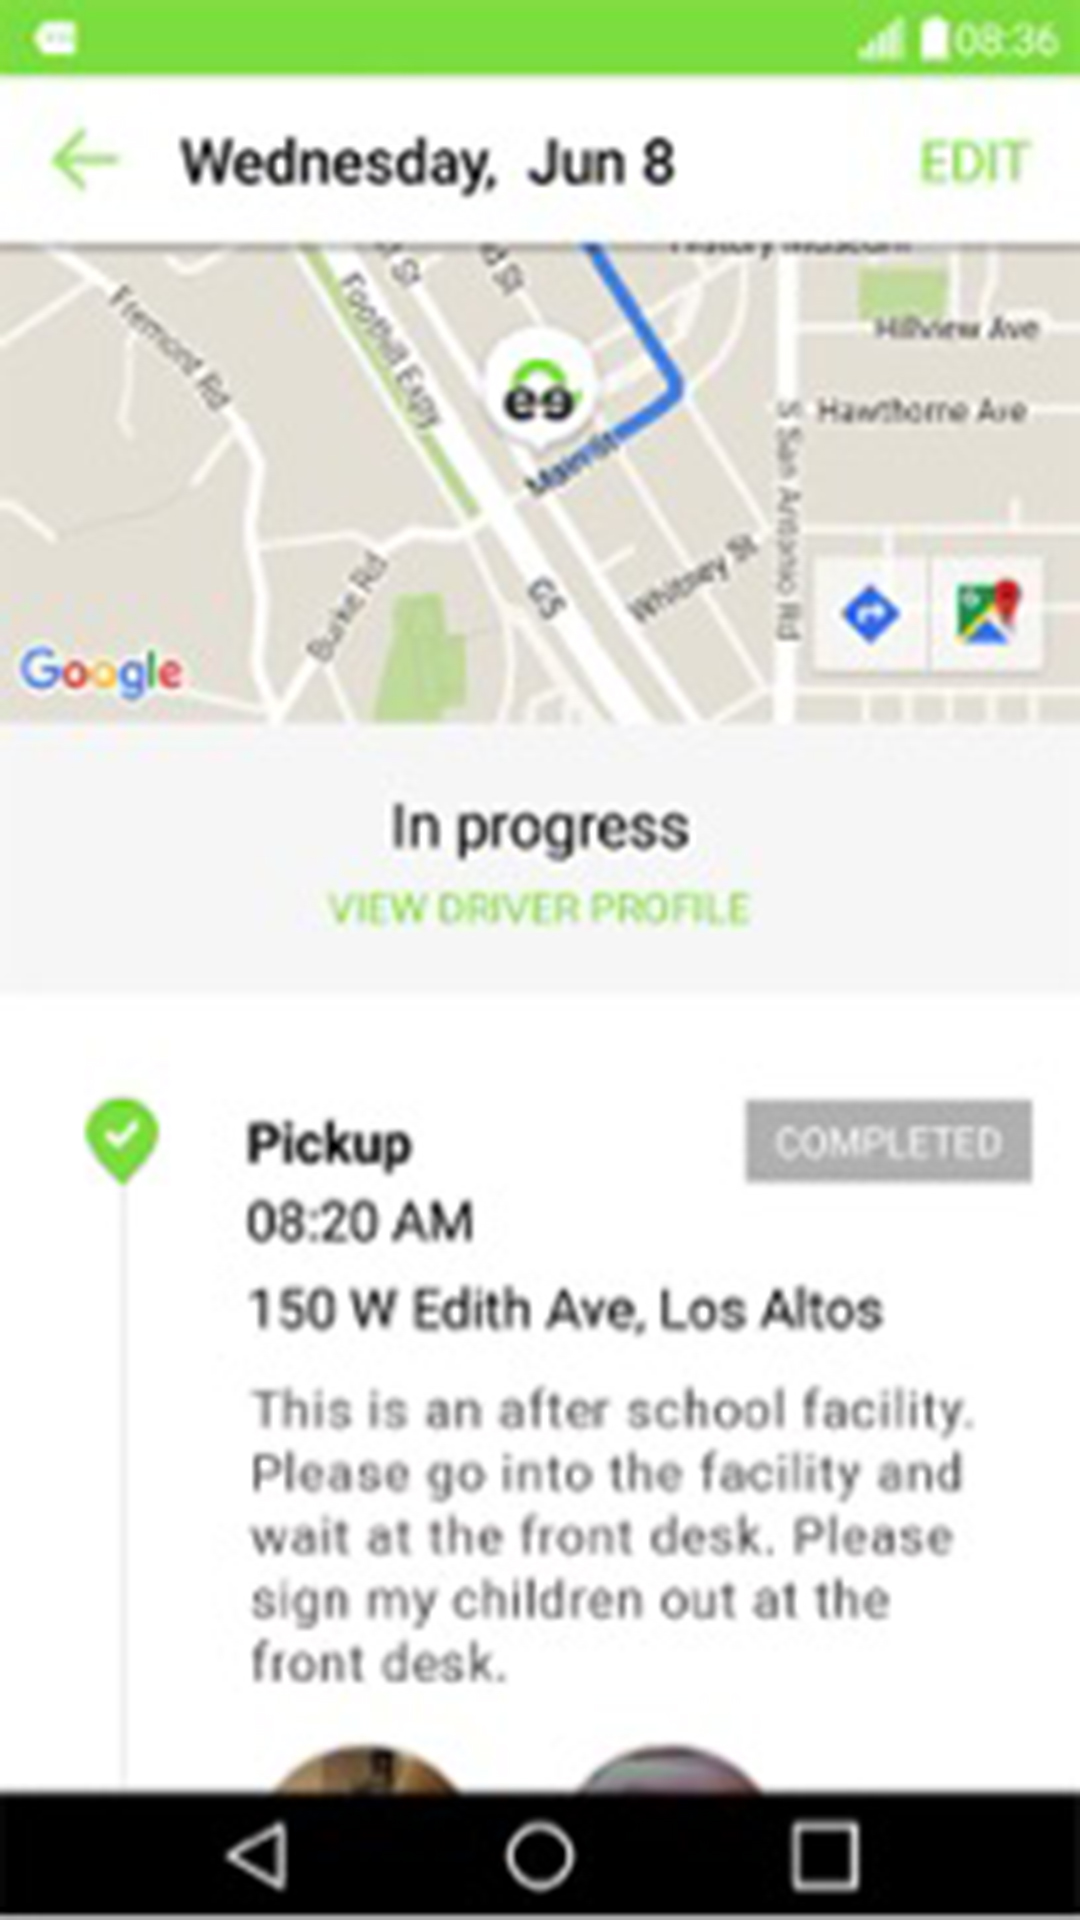 08:36
Wednesday, Jun 8
EDIT
Hillview Ave
Fremont Rd
Foothill Expy
Hawthorne Ave
S San Antonio Rd
Main St
Whitney St
Burke Rd
G5
Google
In progress
VIEW DRIVER PROFILE
Pickup
COMPLETED
08:20 AM
150 W Edith Ave, Los Altos
This is an after school facility.
Please go into the facility and
wait at the front desk. Please
sign my children out at the
front desk.